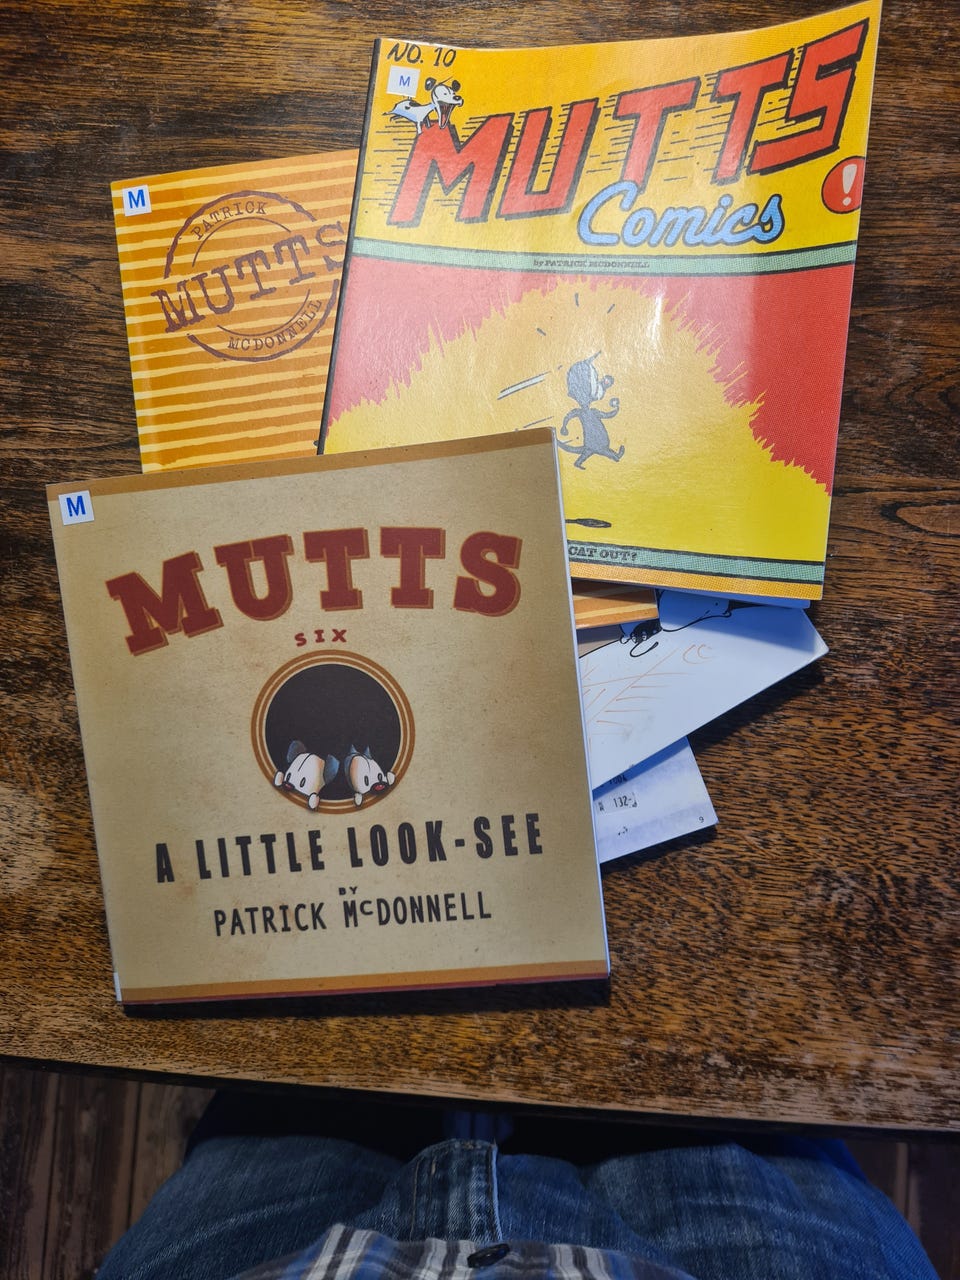 NO. 10
M
MUTTS
Comics
!
by PATRICK MCDONNELL
CAT OUT?
M
PATRICK
MUTTS
MCDONNELL
M
MUTTS
SIX
A LITTLE LOOK-SEE
BY
PATRICK McDONNELL
132-
9